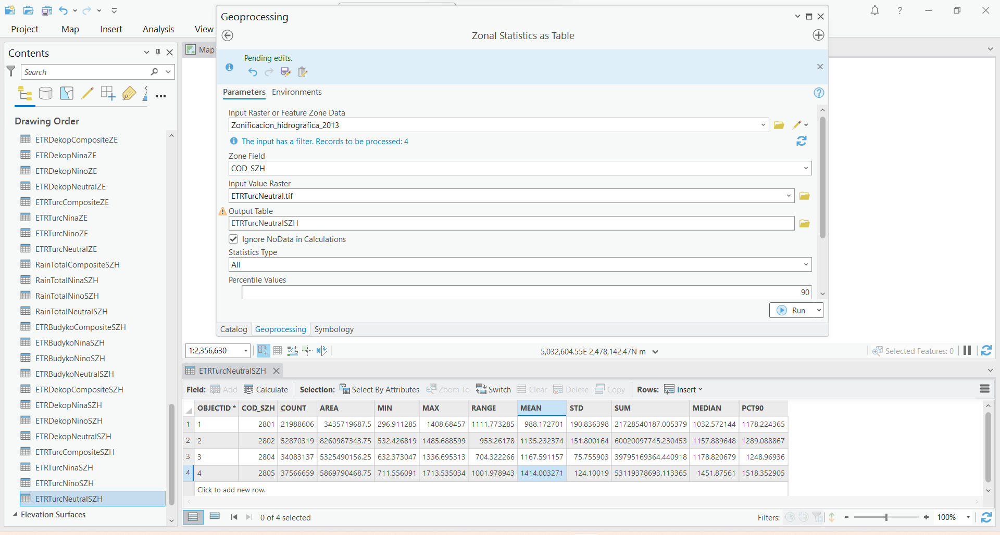 Project
Map
Insert
Analysis
View
Contents
Search
Drawing Order
ETRDekopCompositeZE
ETRDekopNinaZE
ETRDekopNinoZE
ETRDekopNeutralZE
ETRTurcCompositeZE
ETRTurcNinaZE
ETRTurcNinoZE
ETRTurcNeutralZE
RainTotalCompositeSZH
RainTotalNinaSZH
RainTotalNinoSZH
RainTotalNeutralSZH
ETRBudykoCompositeSZH
ETRBudykoNinaSZH
ETRBudykoNinoSZH
ETRBudykoNeutralSZH
ETRDekopCompositeSZH
ETRDekopNinaSZH
ETRDekopNinoSZH
ETRDekopNeutralSZH
ETRTurcCompositeSZH
ETRTurcNinaSZH
ETRTurcNinoSZH
ETRTurcNeutralSZH
Elevation Surfaces
Map
Geoprocessing
Zonal Statistics as Table
Pending edits.
Parameters Environments
Input Raster or Feature Zone Data
Zonificacion_hidrografica_2013
The input has a filter. Records to be processed: 4
Zone Field
COD_SZH
Input Value Raster
ETRTurcNeutral.tif
Output Table
ETRTurcNeutralSZH
Ignore NoData in Calculations
Statistics Type
All
Percentile Values
90
Run
Catalog Geoprocessing Symbology
1:2,356,630
5,032,604.55E 2,478,142.47N m
Selected Features: 0
ETRTurcNeutralSZH
Field: Add Calculate Selection: Select By Attributes Zoom To Switch Clear Delete Copy Rows: Insert
OBJECTID * COD_SZH COUNT AREA MIN MAX RANGE MEAN STD SUM MEDIAN PCT90
1 1 2801 21988606 3435719687.5 296.911285 1408.68457 1111.773285 988.172701 190.836398 21728540187.005379 1032.572144 1178.224365
2 2 2802 52870319 8260987343.75 532.426819 1485.688599 953.26178 1135.232374 151.800164 60020097745.230453 1157.889648 1289.088867
3 3 2804 34083137 5325490156.25 632.373047 1336.695313 704.322266 1167.591157 75.755903 39795169364.440918 1178.820679 1248.96936
4 4 2805 37566659 5869790468.75 711.556091 1713.535034 1001.978943 1414.003271 124.10019 53119378693.113365 1451.87561 1518.352905
Click to add new row.
0 of 4 selected
Filters:
100%